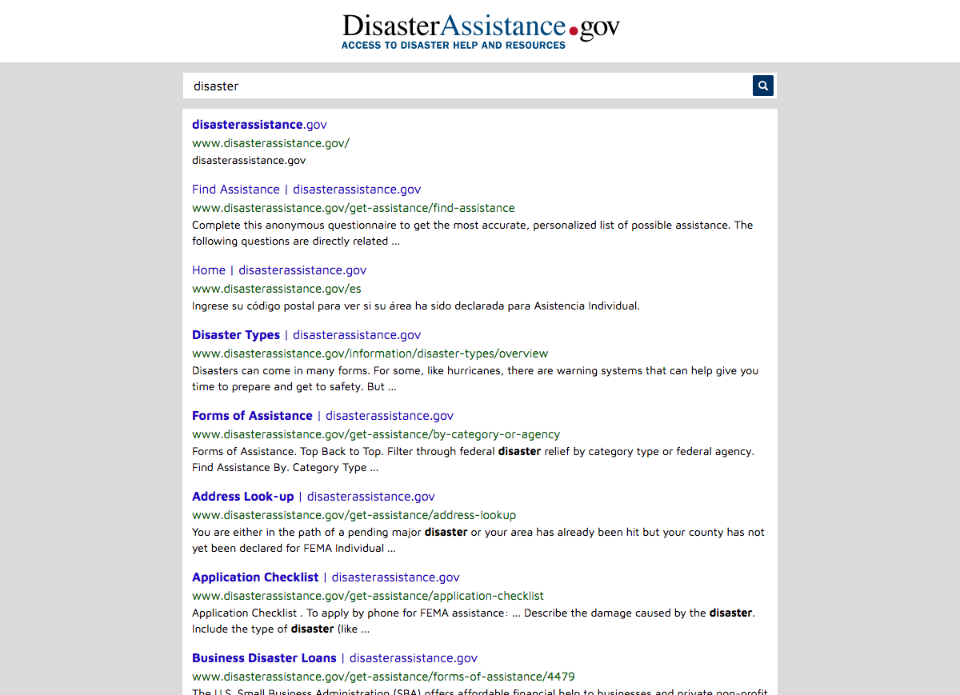 DisasterAssistance.gov
ACCESS TO DISASTER HELP AND RESOURCES
disaster
disasterassistance.gov
www.disasterassistance.gov/
disasterassistance.gov
Find Assistance | disasterassistance.gov
www.disasterassistance.gov/get-assistance/find-assistance
Complete this anonymous questionnaire to get the most accurate, personalized list of possible assistance. The
following questions are directly related ...
Home | disasterassistance.gov
www.disasterassistance.gov/es
Ingrese su código postal para ver si su área ha sido declarada para Asistencia Individual.
Disaster Types | disasterassistance.gov
www.disasterassistance.gov/information/disaster-types/overview
Disasters can come in many forms. For some, like hurricanes, there are warning systems that can help give you
time to prepare and get to safety. But ...
Forms of Assistance | disasterassistance.gov
www.disasterassistance.gov/get-assistance/by-category-or-agency
Forms of Assistance. Top Back to Top. Filter through federal disaster relief by category type or federal agency.
Find Assistance By. Category Type ...
Address Look-up | disasterassistance.gov
www.disasterassistance.gov/get-assistance/address-lookup
You are either in the path of a pending major disaster or your area has already been hit but your county has not
yet been declared for FEMA Individual ...
Application Checklist | disasterassistance.gov
www.disasterassistance.gov/get-assistance/application-checklist
Application Checklist . To apply by phone for FEMA assistance: ... Describe the damage caused by the disaster.
Include the type of disaster (like ...
Business Disaster Loans | disasterassistance.gov
www.disasterassistance.gov/get-assistance/forms-of-assistance/4479
The U.S. Small Business Administration (SBA) offers affordable financial help to businesses and private non-profit